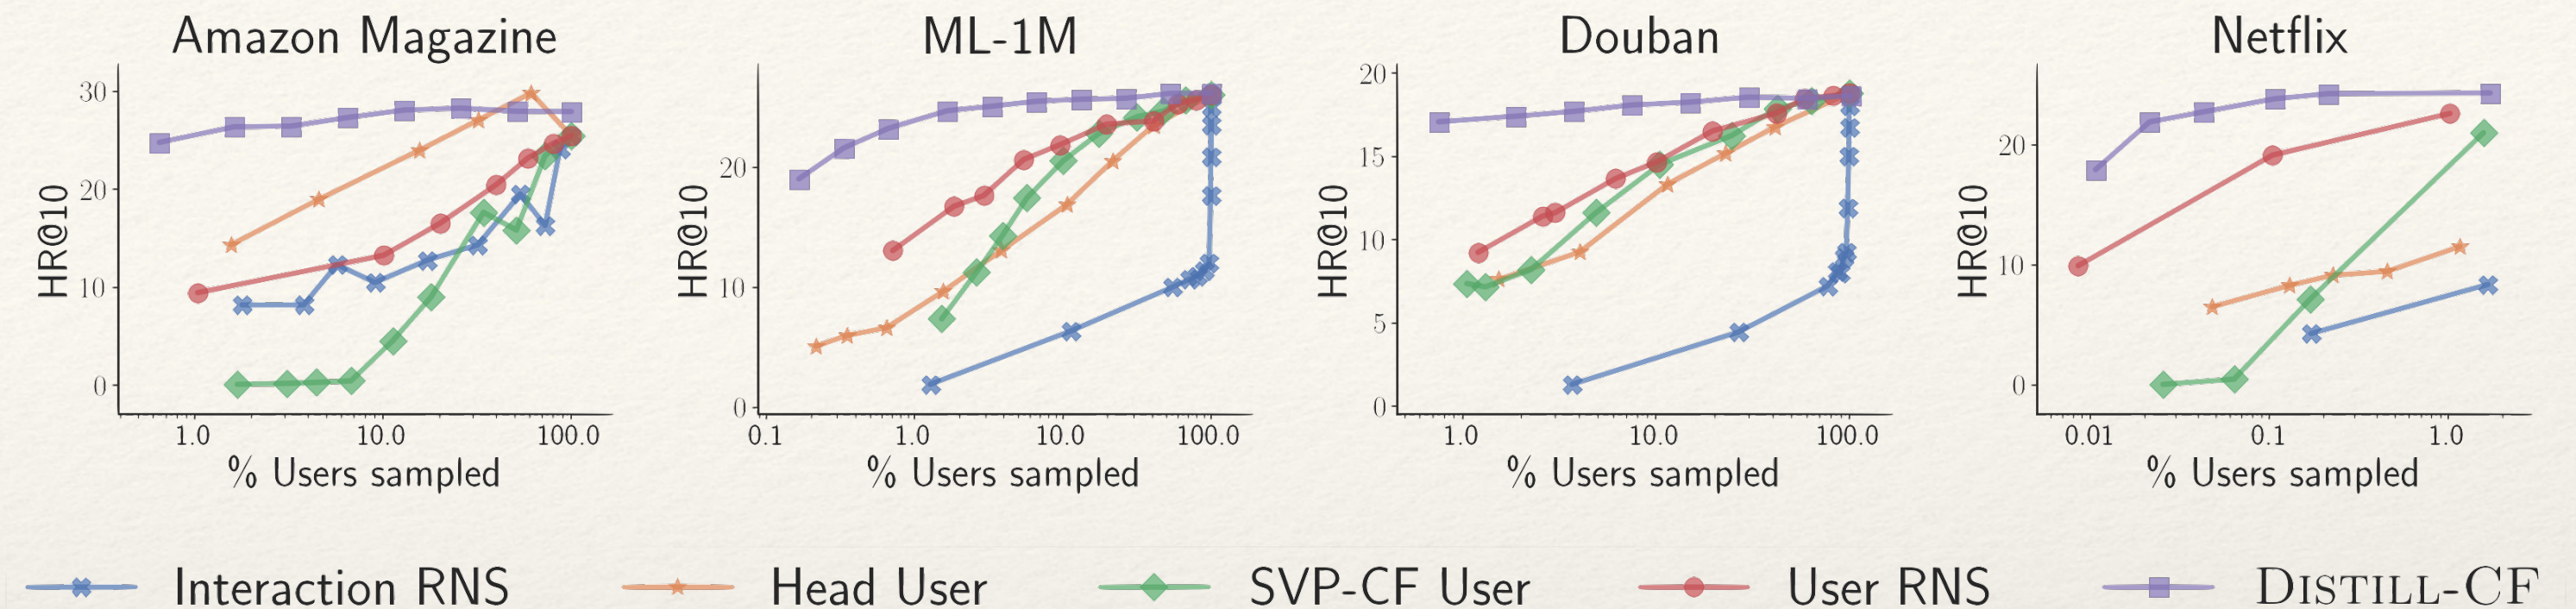 Amazon Magazine
HR@10
30
20
10
0
1.0 10.0 100.0
% Users sampled
ML-1M
HR@10
20
10
0
0.1 1.0 10.0 100.0
% Users sampled
Douban
HR@10
20
15
10
5
0
1.0 10.0 100.0
% Users sampled
Netflix
HR@10
20
10
0
0.01 0.1 1.0
% Users sampled
Interaction RNS Head User SVP-CF User User RNS DISTILL-CF